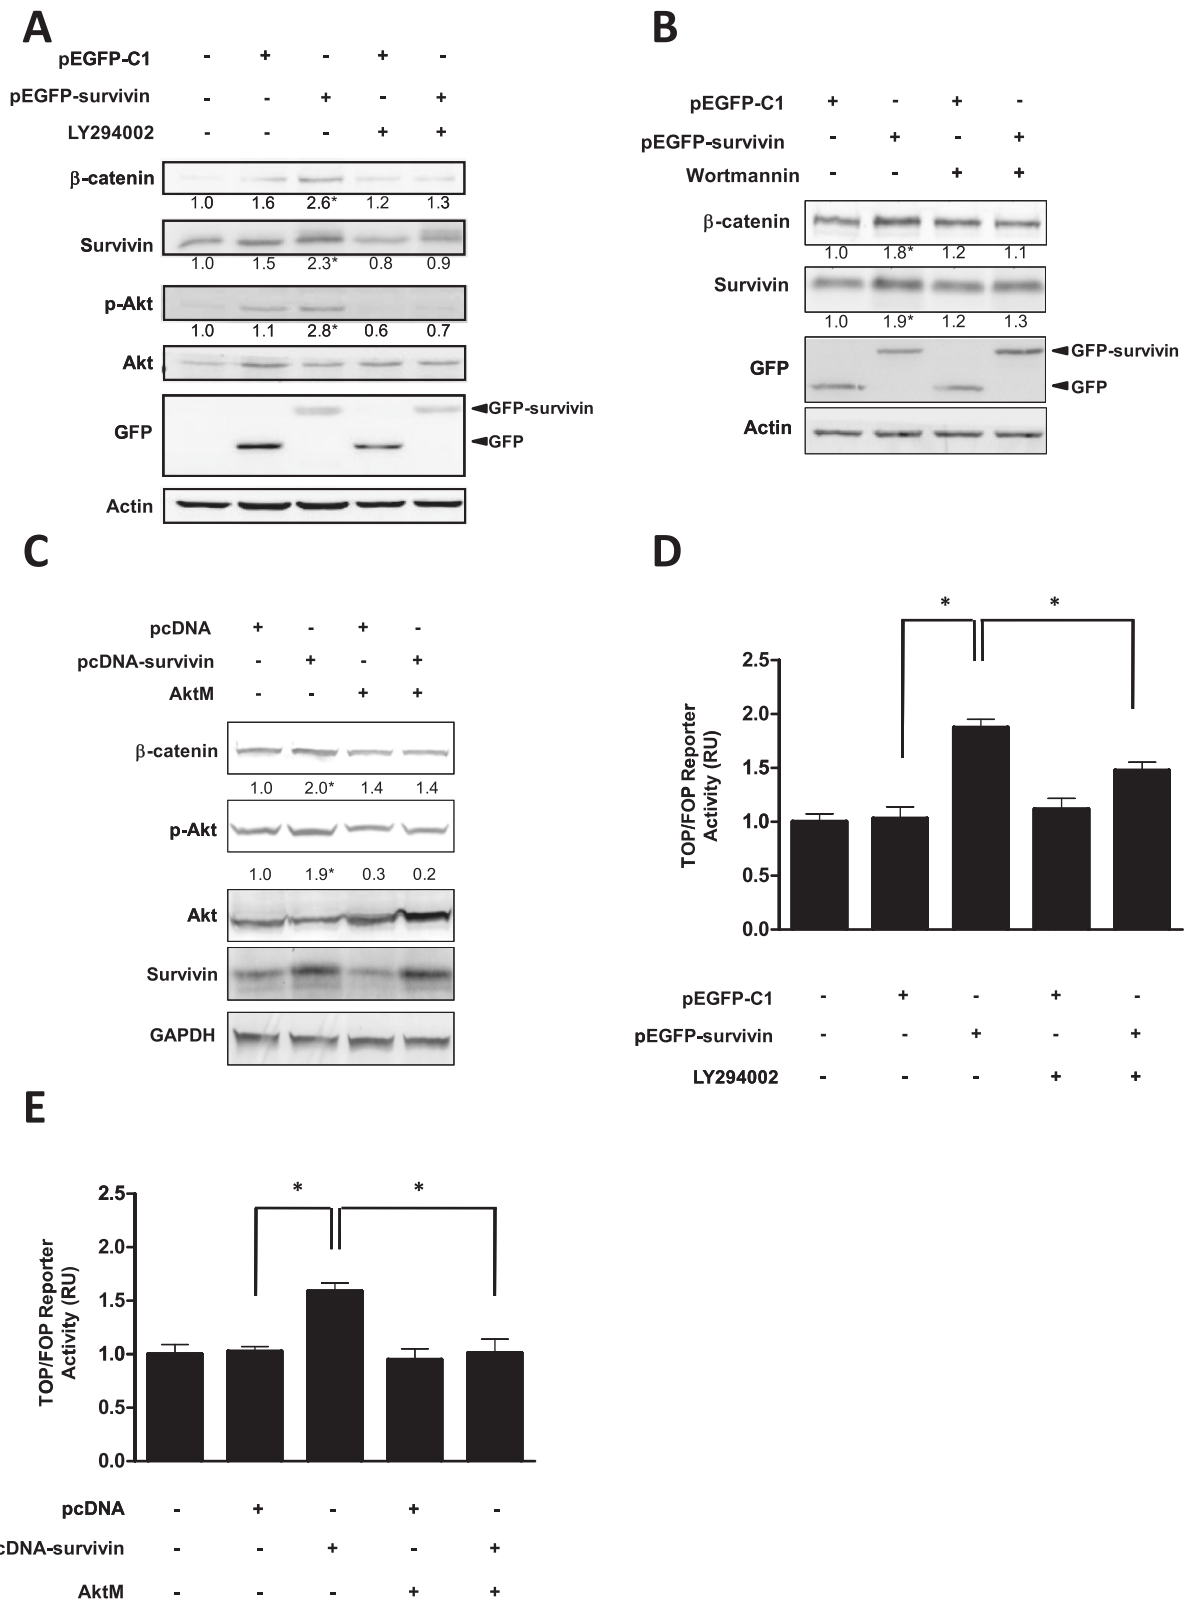 A
pEGFP-C1 - + - + -
pEGFP-survivin - - + - +
LY294002 - - - + +
β-catenin
1.0 1.6 2.6* 1.2 1.3
Survivin
1.0 1.5 2.3* 0.8 0.9
p-Akt
1.0 1.1 2.8* 0.6 0.7
Akt
GFP
GFP-survivin
GFP
Actin
B
pEGFP-C1 + - + -
pEGFP-survivin - + - +
Wortmannin - - + +
β-catenin
1.0 1.8* 1.2 1.1
Survivin
1.0 1.9* 1.2 1.3
GFP
GFP-survivin
GFP
Actin
C
pcDNA + - + -
pcDNA-survivin - + - +
AktM - - + +
β-catenin
1.0 2.0* 1.4 1.4
p-Akt
1.0 1.9* 0.3 0.2
Akt
Survivin
GAPDH
D
* *
TOP/FOP Reporter
Activity (RU)
2.5
2.0
1.5
1.0
0.5
0.0
pEGFP-C1 - + - + -
pEGFP-survivin - - + - +
LY294002 - - - + +
E
* *
TOP/FOP Reporter
Activity (RU)
2.5
2.0
1.5
1.0
0.5
0.0
pcDNA - + - + -
cDNA-survivin - - + - +
AktM - - - + +